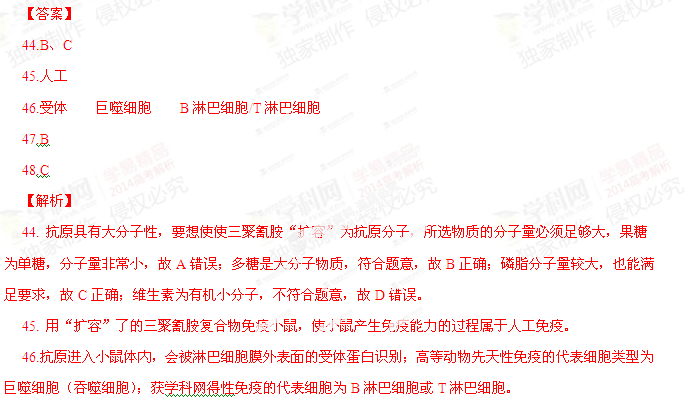 【答案】
44.B、C
45.人工
46.受体 巨噬细胞 B 淋巴细胞/T 淋巴细胞
47.B
48.C
【解析】
44. 抗原具有大分子性，要想使使三聚氰胺“扩容”为抗原分子，所选物质的分子量必须足够大，果糖
为单糖，分子量非常小，故 A 错误；多糖是大分子物质，符合题意，故 B 正确；磷脂分子量较大，也能满
足要求，故 C 正确；维生素为有机小分子，不符合题意，故 D 错误。
45. 用“扩容”了的三聚氰胺复合物免疫小鼠，使小鼠产生免疫能力的过程属于人工免疫。
46.抗原进入小鼠体内，会被淋巴细胞膜外表面的受体蛋白识别；高等动物先天性免疫的代表细胞类型为
巨噬细胞（吞噬细胞）；获学科网得性免疫的代表细胞为 B 淋巴细胞或 T 淋巴细胞。